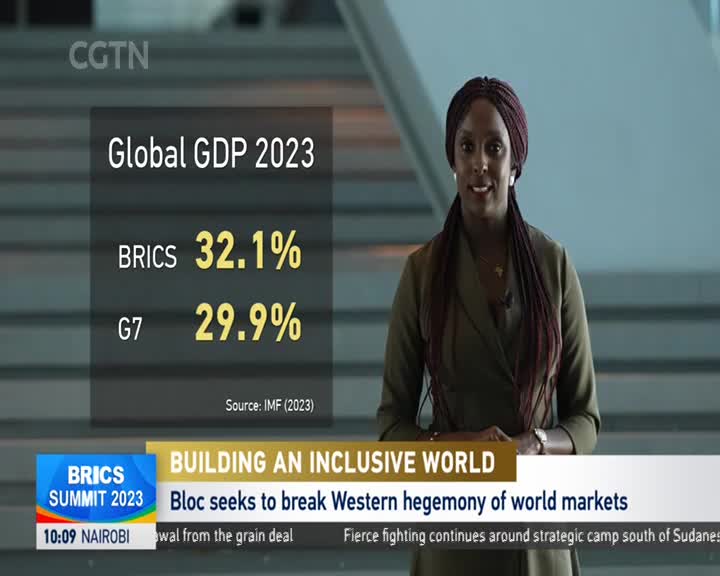 CGTN
Global GDP 2023
BRICS 32.1%
G7 29.9%
Source: IMF (2023)
BUILDING AN INCLUSIVE WORLD
BRICS
SUMMIT 2023
Bloc seeks to break Western hegemony of world markets
10:09 NAIROBI
awal from the grain deal
Fierce fighting continues around strategic camp south of Sudanes